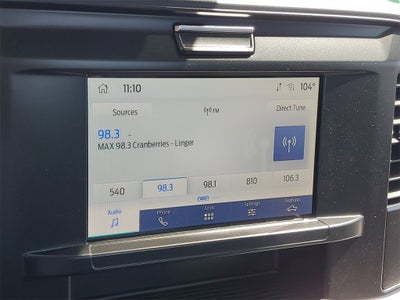 11:10
104°
Sources
FM
Direct Tune
98.3 -
MAX 98.3 Cranberries - Linger
540
98.3
98.1
810
106.3
Audio
Phone
Apps
Settings
Features